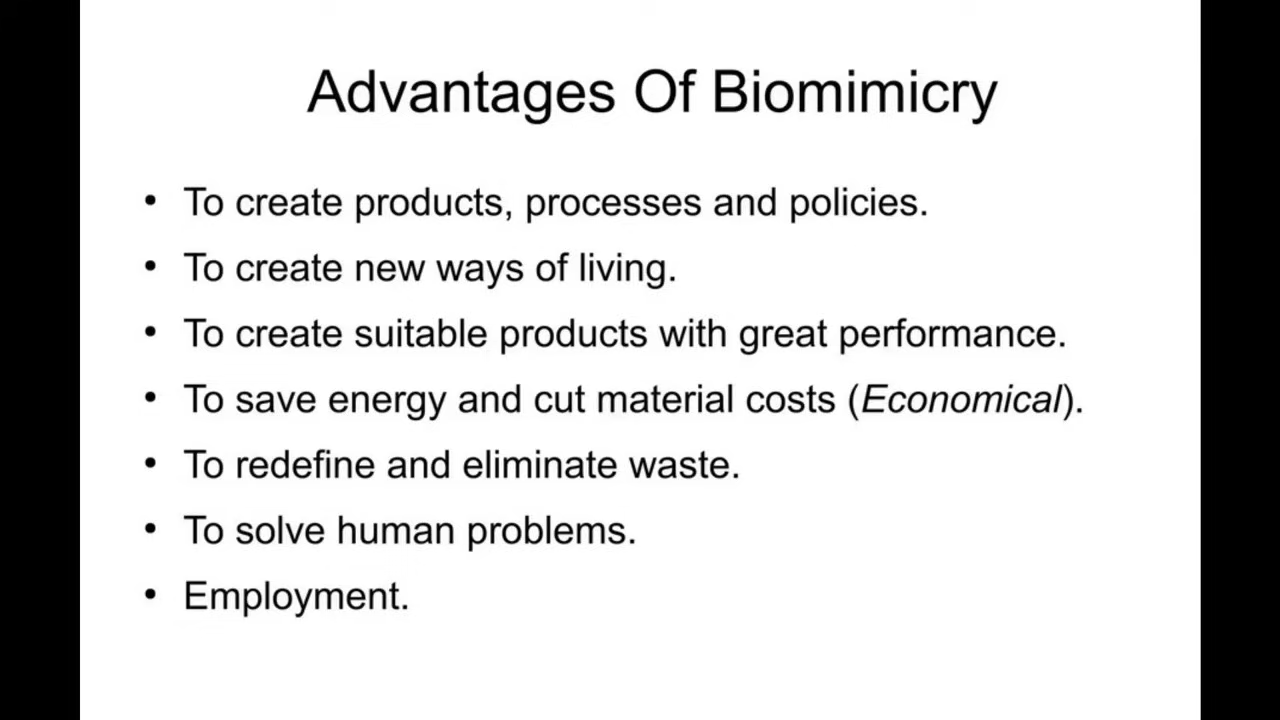 Advantages Of Biomimicry
• To create products, processes and policies.
• To create new ways of living.
• To create suitable products with great performance.
• To save energy and cut material costs (Economical).
• To redefine and eliminate waste.
• To solve human problems.
• Employment.